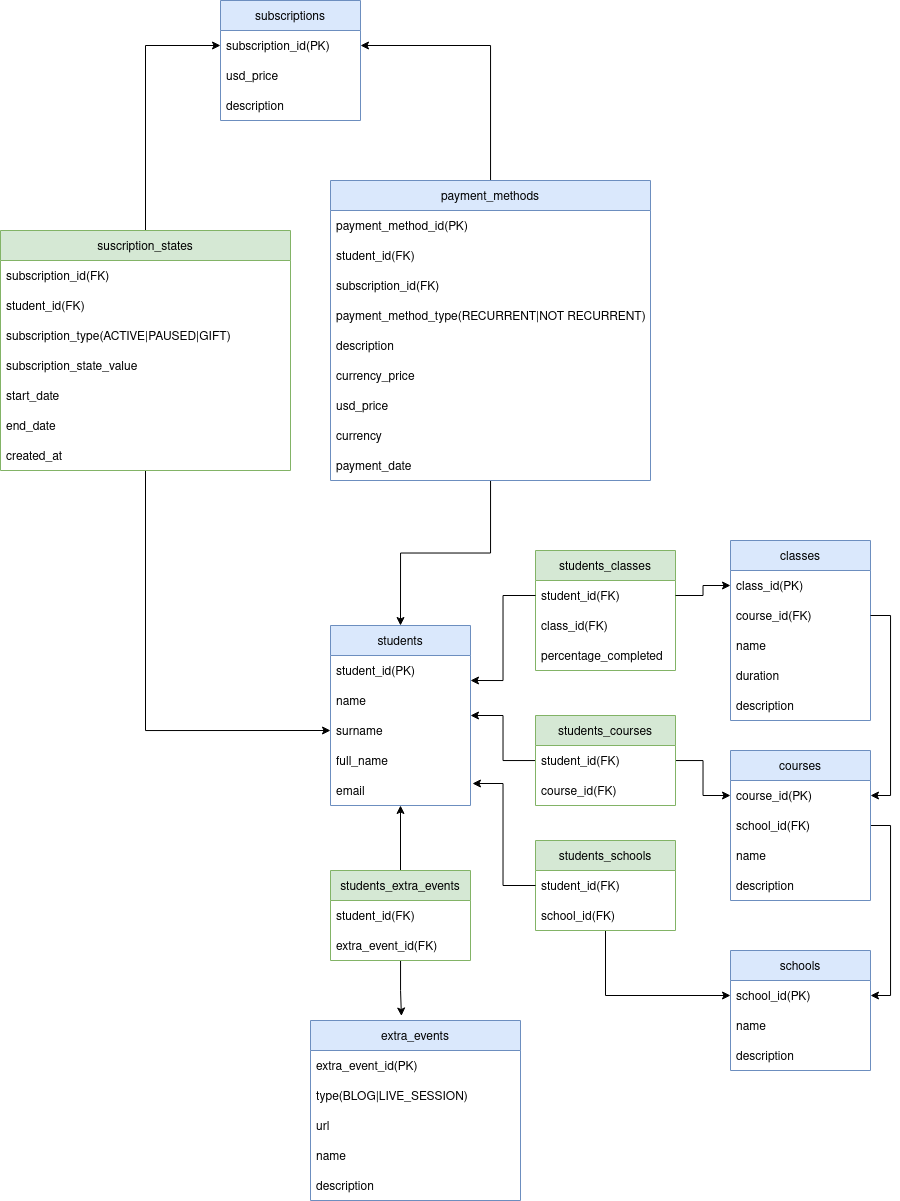 subscriptions
subscription_id(PK)
usd_price
description
payment_methods
payment_method_id(PK)
student_id(FK)
subscription_id(FK)
payment_method_type(RECURRENT|NOT RECURRENT)
description
currency_price
usd_price
currency
payment_date
suscription_states
subscription_id(FK)
student_id(FK)
subscription_type(ACTIVE|PAUSED|GIFT)
subscription_state_value
start_date
end_date
created_at
students_classes
student_id(FK)
class_id(FK)
percentage_completed
classes
class_id(PK)
course_id(FK)
name
duration
description
students
student_id(PK)
name
surname
full_name
email
students_courses
student_id(FK)
course_id(FK)
courses
course_id(PK)
school_id(FK)
name
description
students_schools
student_id(FK)
school_id(FK)
students_extra_events
student_id(FK)
extra_event_id(FK)
schools
school_id(PK)
name
description
extra_events
extra_event_id(PK)
type(BLOG|LIVE_SESSION)
url
name
description